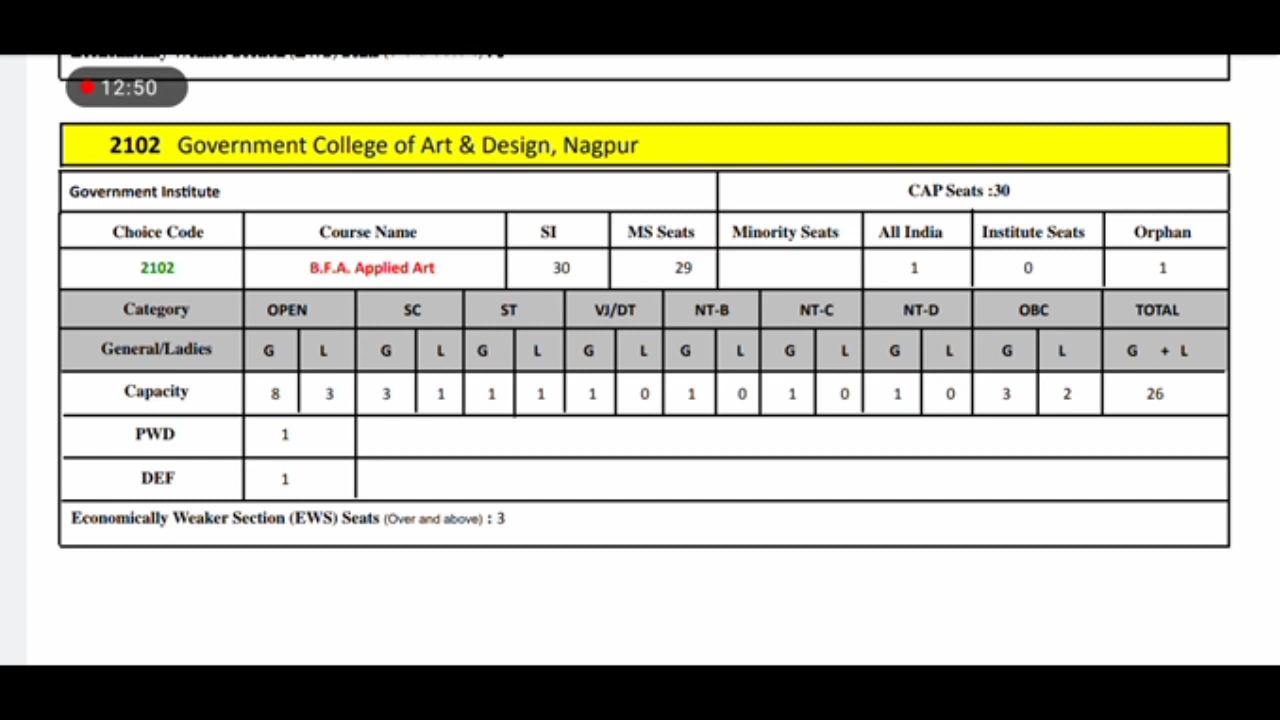 12:50
2102 Government College of Art & Design, Nagpur
Government Institute CAP Seats :30
Choice Code Course Name SI MS Seats Minority Seats All India Institute Seats Orphan
2102 B.F.A. Applied Art 30 29 1 0 1
Category OPEN SC ST VJ/DT NT-B NT-C NT-D OBC TOTAL
General/Ladies G L G L G L G L G L G L G L G L G + L
Capacity 8 3 3 1 1 1 1 0 1 0 1 0 1 0 3 2 26
PWD 1
DEF 1
Economically Weaker Section (EWS) Seats (Over and above) : 3